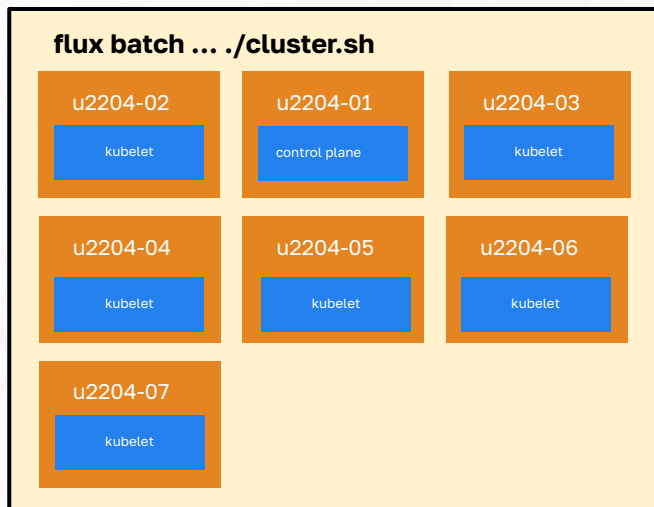 flux batch … ./cluster.sh
u2204-02
kubelet
u2204-01
control plane
u2204-03
kubelet
u2204-04
kubelet
u2204-05
kubelet
u2204-06
kubelet
u2204-07
kubelet